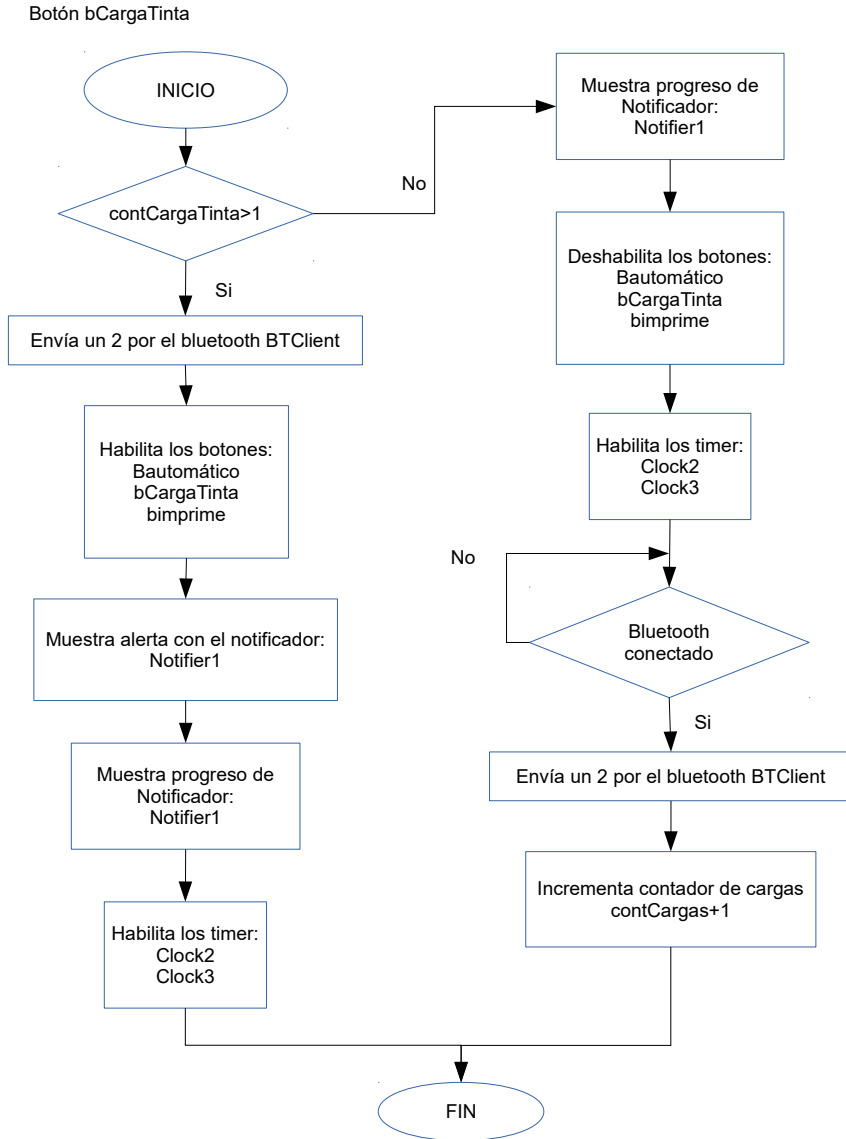 Botón bCargaTinta
INICIO
contCargaTinta>1
Si
Envía un 2 por el bluetooth BTClient
Habilita los botones:
Bautomático
bCargaTinta
bimprime
Muestra alerta con el notificador:
Notifier1
Muestra progreso de
Notificador:
Notifier1
Habilita los timer:
Clock2
Clock3
No
Muestra progreso de
Notificador:
Notifier1
Deshabilita los botones:
Bautomático
bCargaTinta
bimprime
Habilita los timer:
Clock2
Clock3
No
Bluetooth
conectado
Si
Envía un 2 por el bluetooth BTClient
Incrementa contador de cargas
contCargas+1
FIN